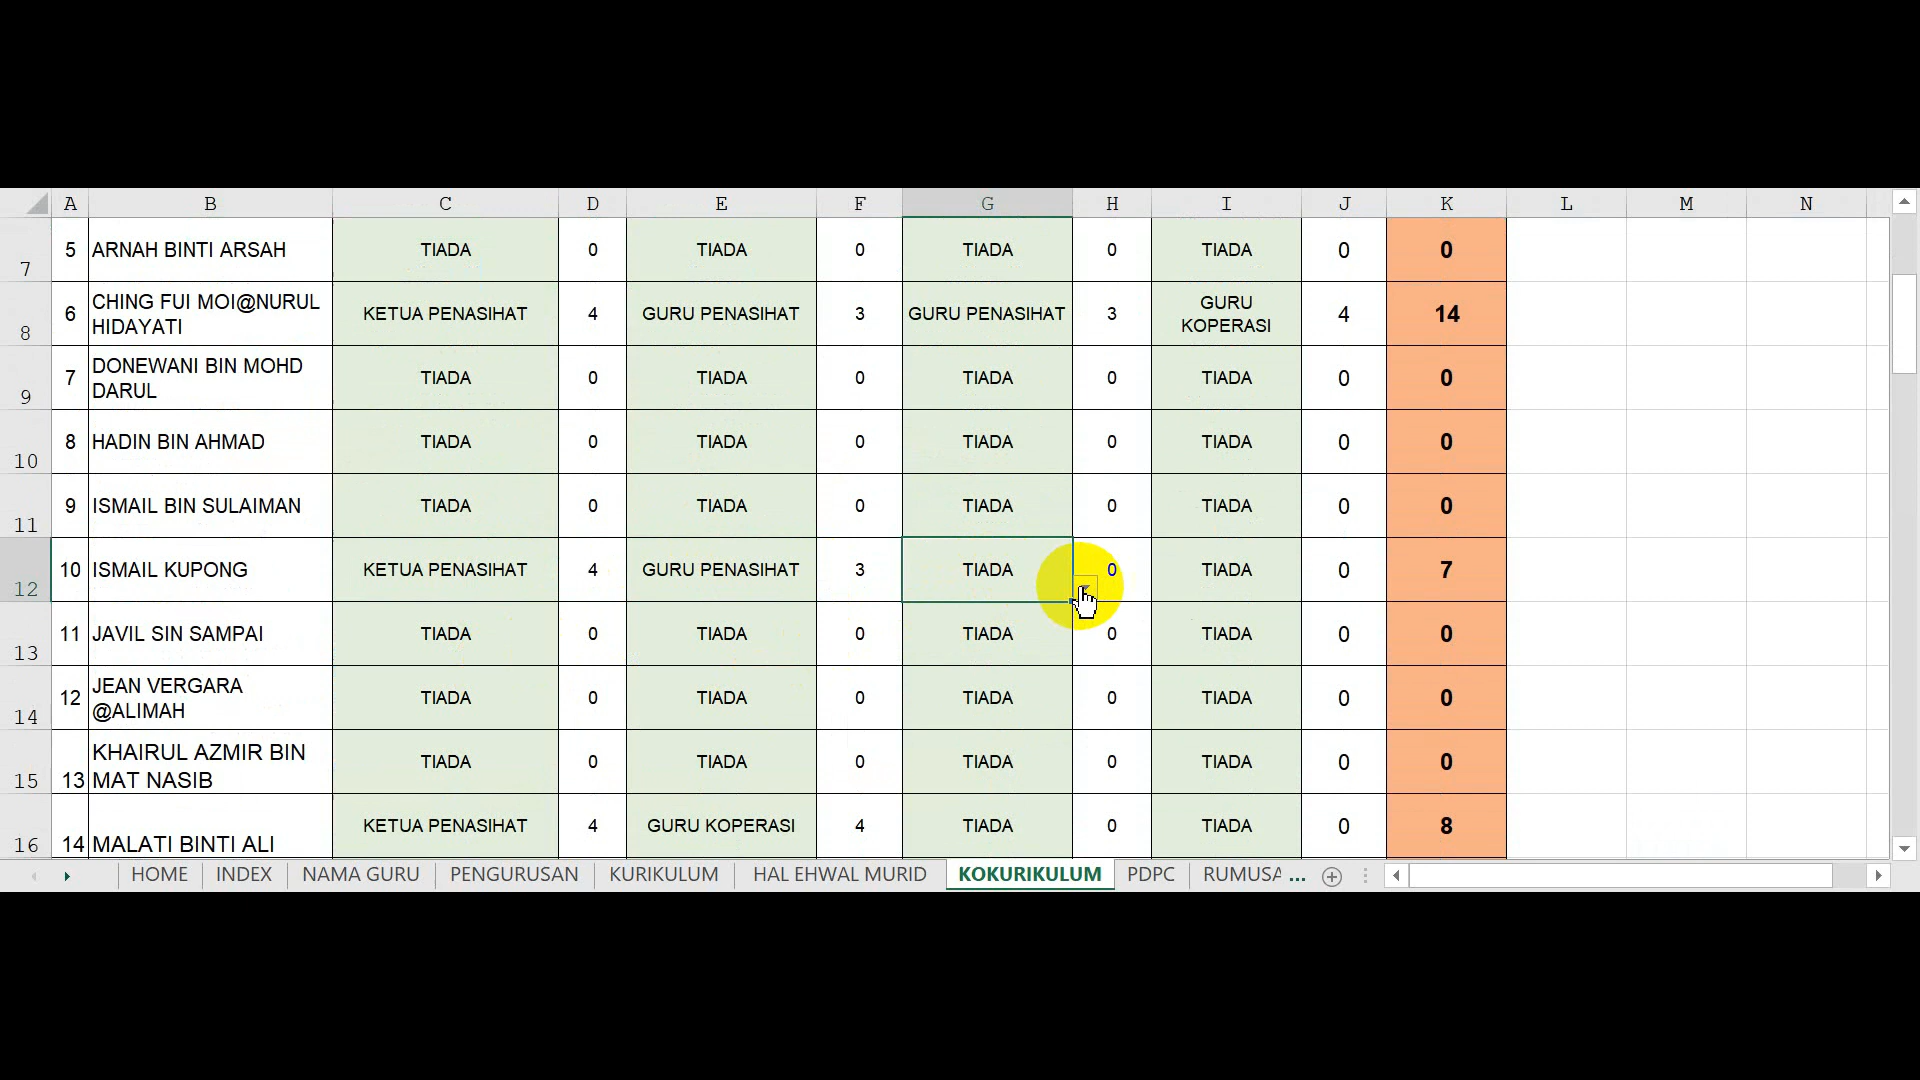 A B C D E F G H I J K L M N
7 5 ARNAH BINTI ARSAH TIADA 0 TIADA 0 TIADA 0 TIADA 0 0
8 6 CHING FUI MOI@NURUL HIDAYATI KETUA PENASIHAT 4 GURU PENASIHAT 3 GURU PENASIHAT 3 GURU KOPERASI 4 14
9 7 DONEWANI BIN MOHD DARUL TIADA 0 TIADA 0 TIADA 0 TIADA 0 0
10 8 HADIN BIN AHMAD TIADA 0 TIADA 0 TIADA 0 TIADA 0 0
11 9 ISMAIL BIN SULAIMAN TIADA 0 TIADA 0 TIADA 0 TIADA 0 0
12 10 ISMAIL KUPONG KETUA PENASIHAT 4 GURU PENASIHAT 3 TIADA 0 TIADA 0 7
13 11 JAVIL SIN SAMPAI TIADA 0 TIADA 0 TIADA 0 TIADA 0 0
14 12 JEAN VERGARA @ALIMAH TIADA 0 TIADA 0 TIADA 0 TIADA 0 0
15 13 KHAIRUL AZMIR BIN MAT NASIB TIADA 0 TIADA 0 TIADA 0 TIADA 0 0
16 14 MALATI BINTI ALI KETUA PENASIHAT 4 GURU KOPERASI 4 TIADA 0 TIADA 0 8
HOME INDEX NAMA GURU PENGURUSAN KURIKULUM HAL EHWAL MURID KOKURIKULUM PDPC RUMUSA ...